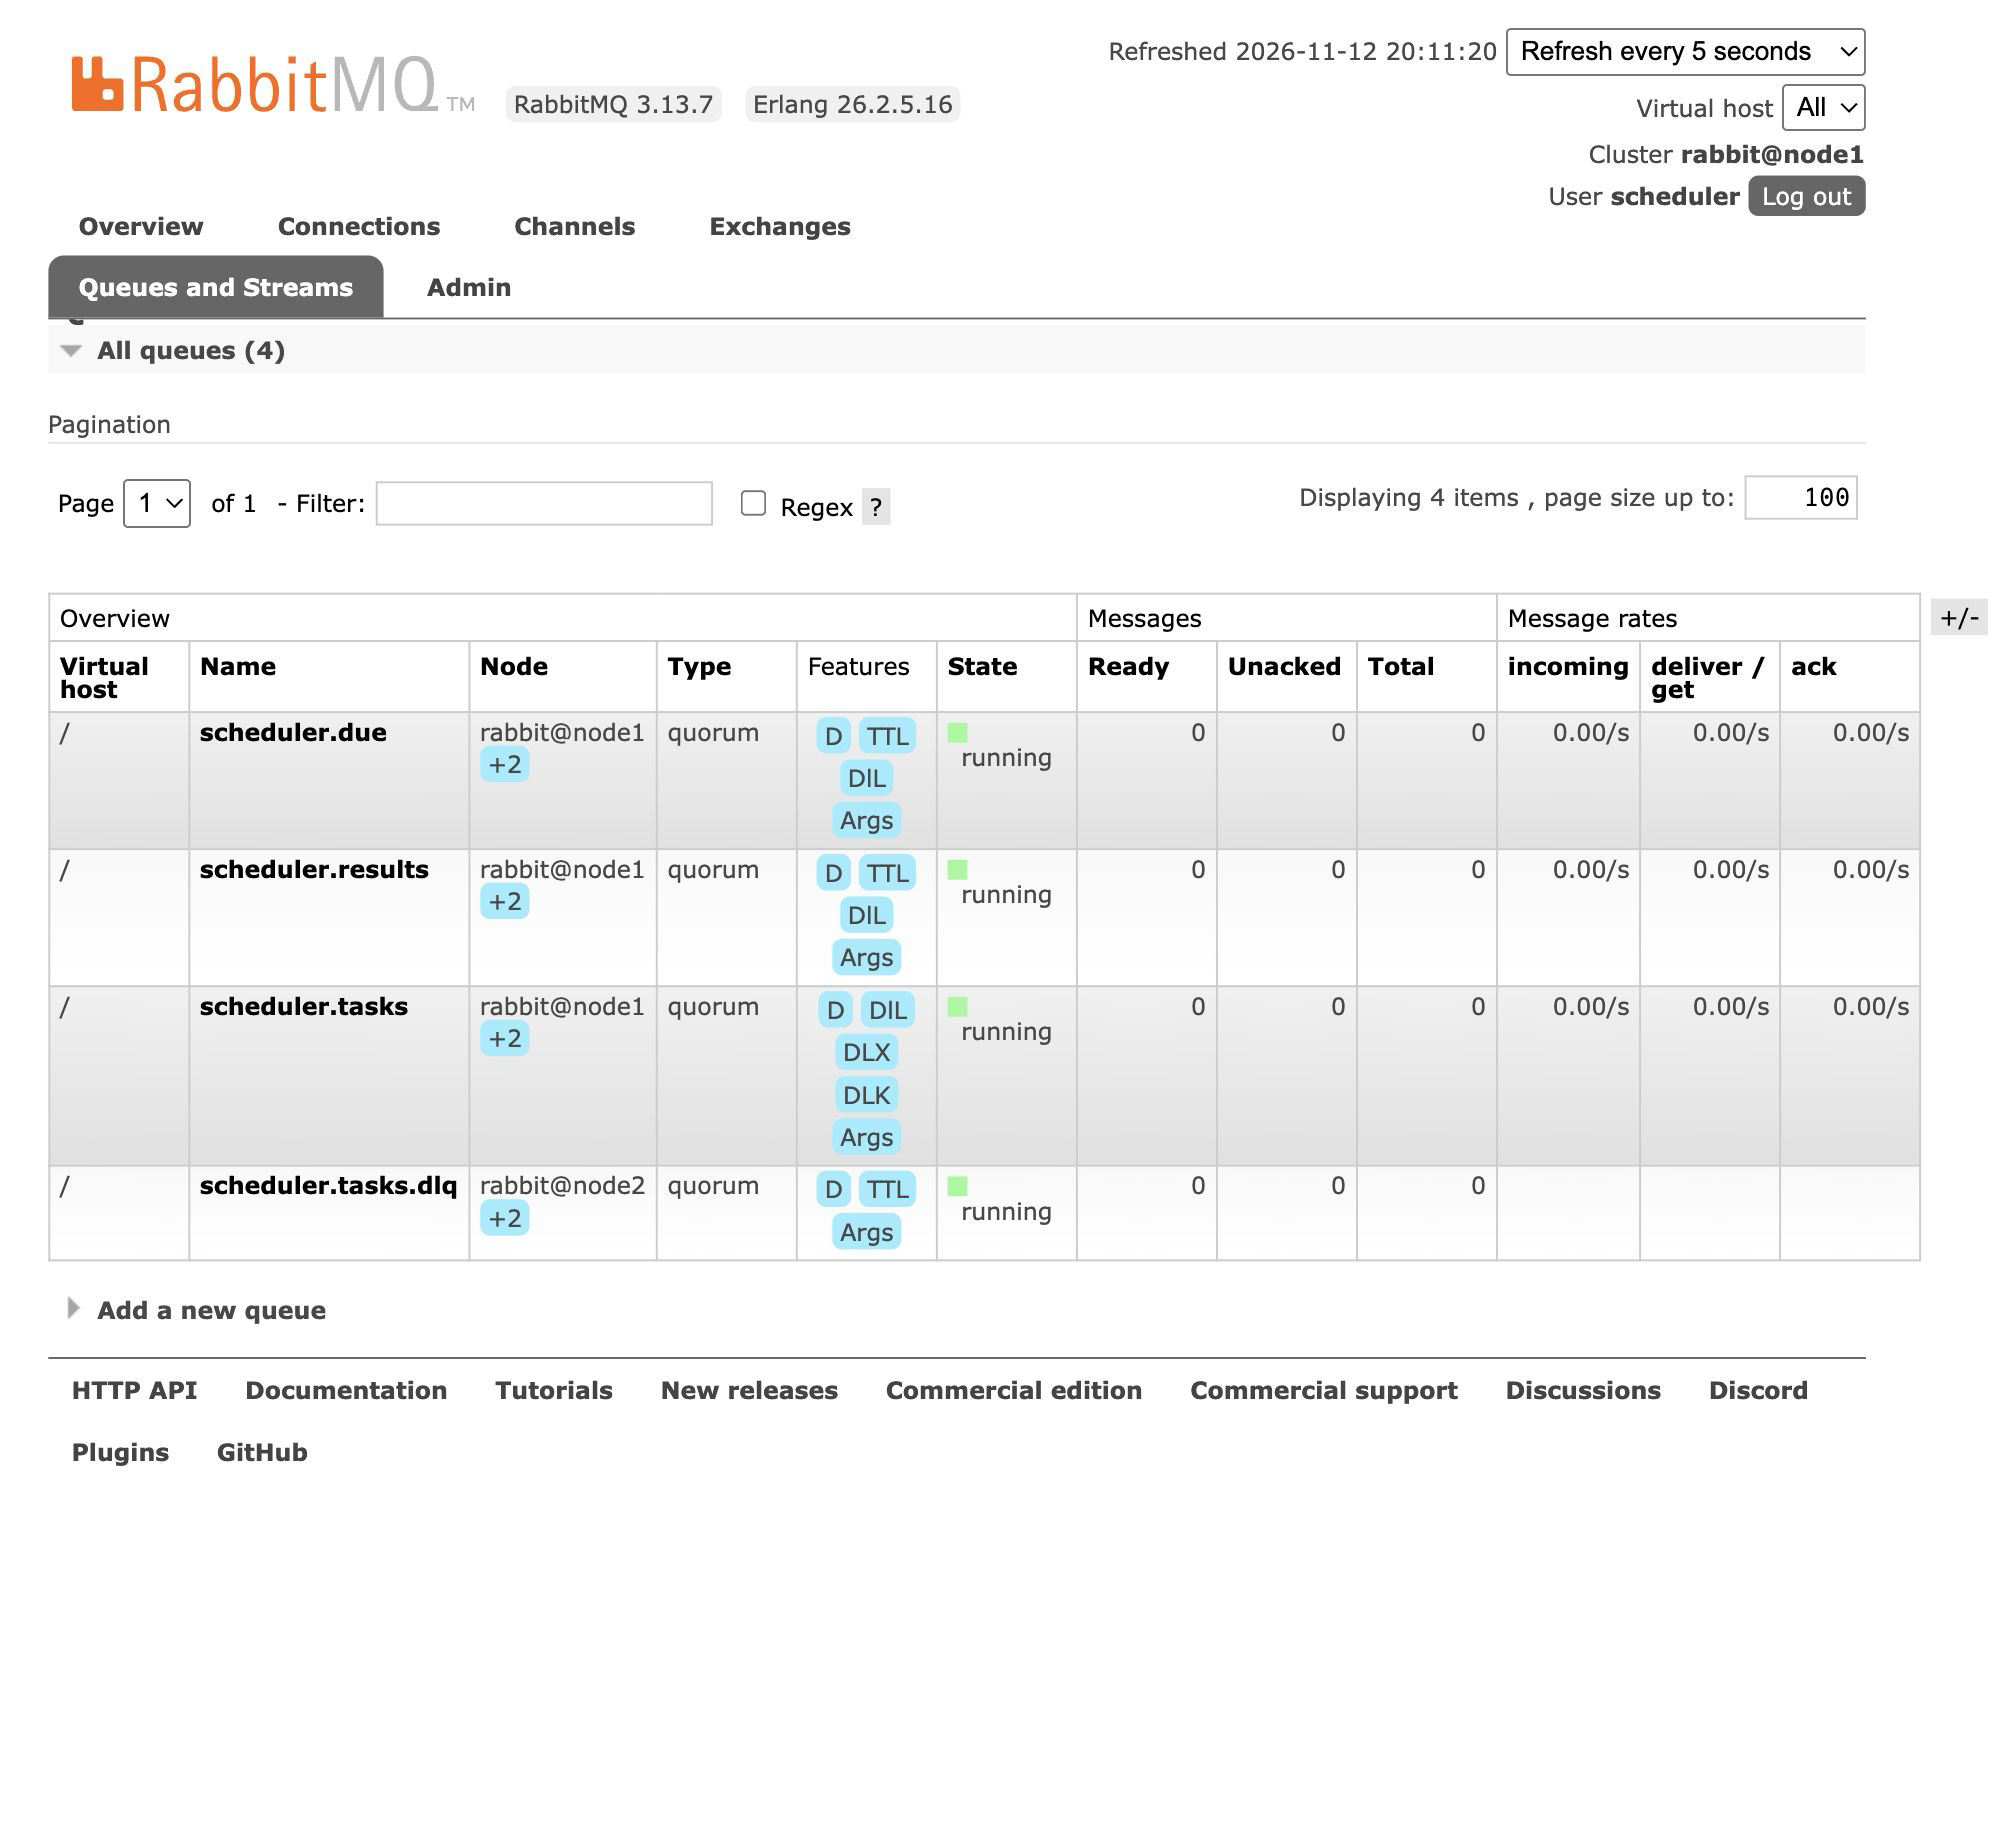 RabbitMQ TM RabbitMQ 3.13.7 Erlang 26.2.5.16
Refreshed 2026-11-12 20:11:20 Refresh every 5 seconds
Virtual host All
Cluster rabbit@node1
User scheduler Log out
Overview Connections Channels Exchanges
Queues and Streams Admin
All queues (4)
Pagination
Page 1 of 1 - Filter: Regex ? Displaying 4 items , page size up to: 100
Overview Messages Message rates +/-
Virtual host Name Node Type Features State Ready Unacked Total incoming deliver / get ack
/ scheduler.due rabbit@node1 quorum D TTL running 0 0 0 0.00/s 0.00/s 0.00/s
+2 DlL
Args
/ scheduler.results rabbit@node1 quorum D TTL running 0 0 0 0.00/s 0.00/s 0.00/s
+2 DlL
Args
/ scheduler.tasks rabbit@node1 quorum D DlL running 0 0 0 0.00/s 0.00/s 0.00/s
+2 DLX
DLK
Args
/ scheduler.tasks.dlq rabbit@node2 quorum D TTL running 0 0 0
+2 Args
Add a new queue
HTTP API Documentation Tutorials New releases Commercial edition Commercial support Discussions Discord
Plugins GitHub